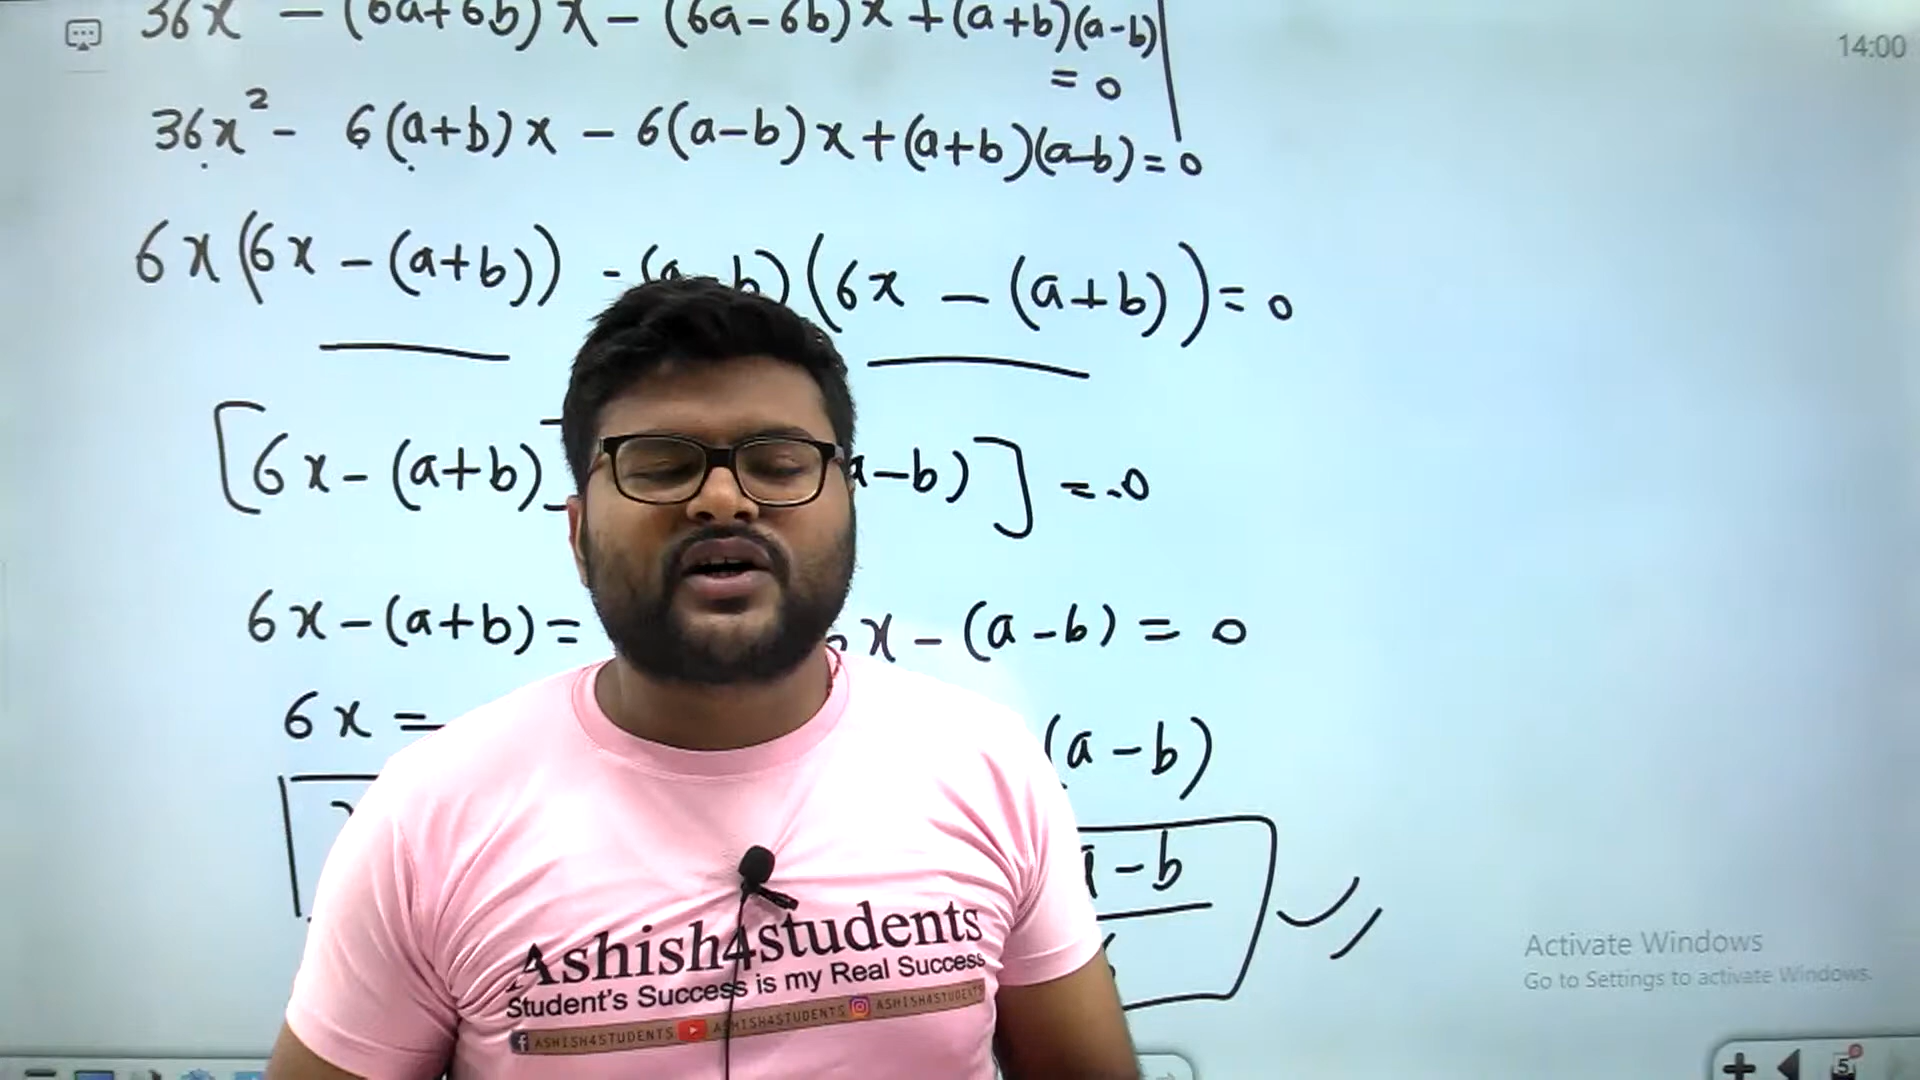 14:00
36x - (6a+6b)x - (6a-6b)x + (a+b)(a-b)
= 0
36x² - 6(a+b)x - 6(a-b)x + (a+b)(a-b) = 0
6x(6x - (a+b)) - (a-b)(6x - (a+b)) = 0
[6x - (a+b)] a-b)] = 0
6x - (a+b) = x - (a-b) = 0
6x = (a-b)
a-b
Ashish4students
Student's Success is my Real Success
ASHISH4STUDENTS ASHISH4STUDENTS ASHISH4STUDENTS
Activate Windows
Go to Settings to activate Windows.
5